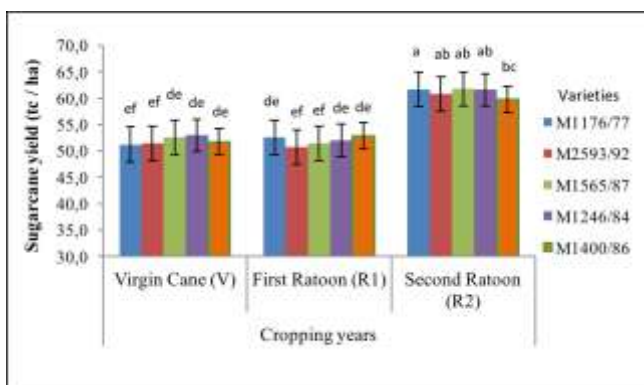 Sugarcane yield (tc / ha)
70,0
65,0
60,0
55,0
50,0
45,0
40,0
35,0
30,0
ef ef de de de
de ef ef de de
a ab ab ab bc
Virgin Cane (V) First Ratoon (R1) Second Ratoon
(R2)
Cropping years
Varieties
M1176/77
M2593/92
M1565/87
M1246/84
M1400/86